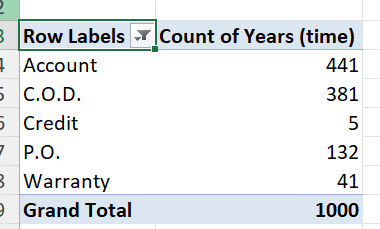 Row Labels Count of Years (time)
Account 441
C.O.D. 381
Credit 5
P.O. 132
Warranty 41
Grand Total 1000